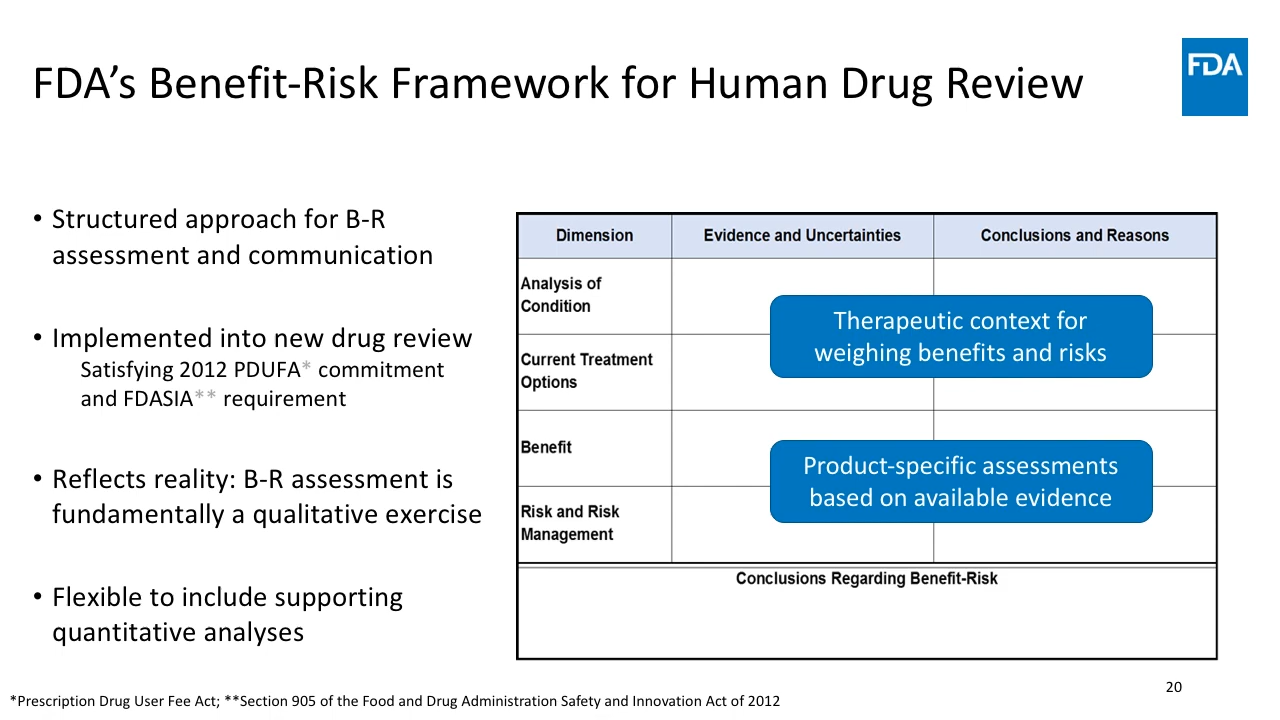 FDA's Benefit-Risk Framework for Human Drug Review
FDA
• Structured approach for B-R
assessment and communication
• Implemented into new drug review
Satisfying 2012 PDUFA* commitment
and FDASIA** requirement
• Reflects reality: B-R assessment is
fundamentally a qualitative exercise
• Flexible to include supporting
quantitative analyses
Dimension Evidence and Uncertainties Conclusions and Reasons
Analysis of
Condition
Therapeutic context for
weighing benefits and risks
Current Treatment
Options
Benefit
Product-specific assessments
based on available evidence
Risk and Risk
Management
Conclusions Regarding Benefit-Risk
20
*Prescription Drug User Fee Act; **Section 905 of the Food and Drug Administration Safety and Innovation Act of 2012